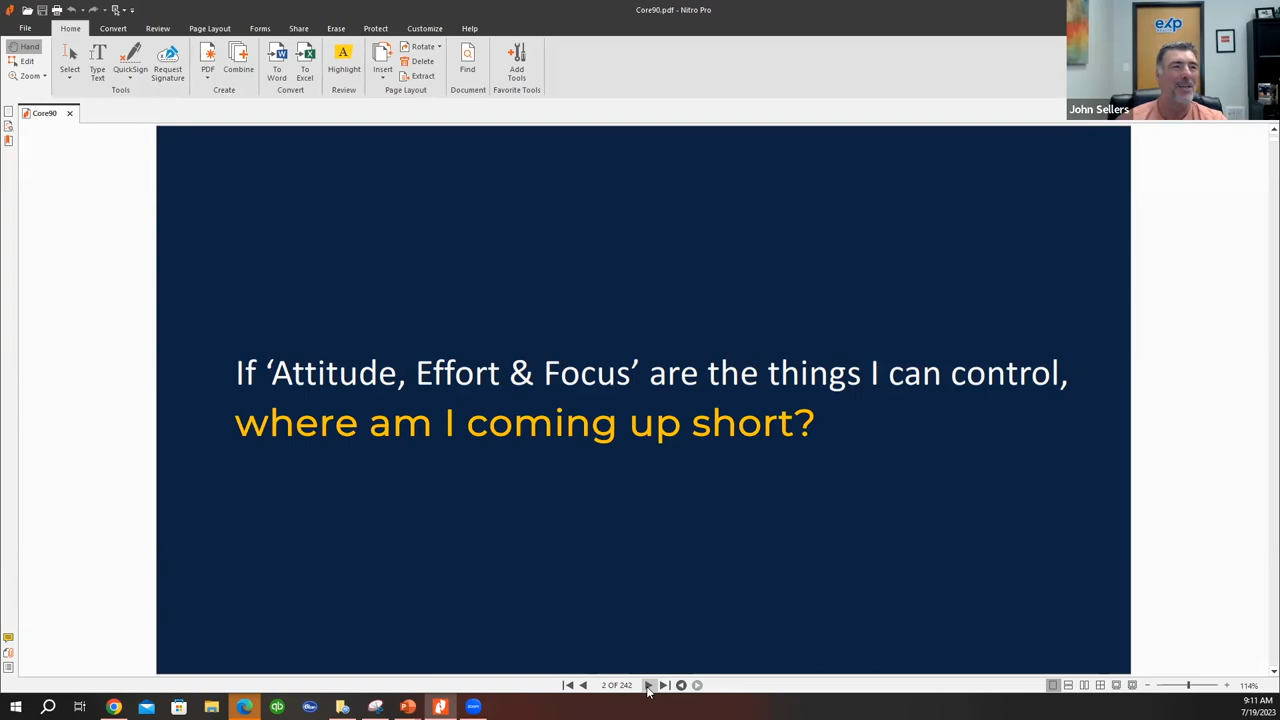 Core90.pdf - Nitro Pro
File Home Convert Review Page Layout Forms Share Erase Protect Customize Help
Hand
Edit
Zoom
Select
Type Text
QuickSign
Request Signature
Tools
PDF
Combine
Create
To Word
To Excel
Convert
Highlight
Review
Insert
Rotate
Delete
Extract
Page Layout
Find
Document
Add Tools
Favorite Tools
exp
John Sellers
Core90
If ‘Attitude, Effort & Focus’ are the things I can control,
where am I coming up short?
2 OF 242
114%
9:11 AM
7/19/2023